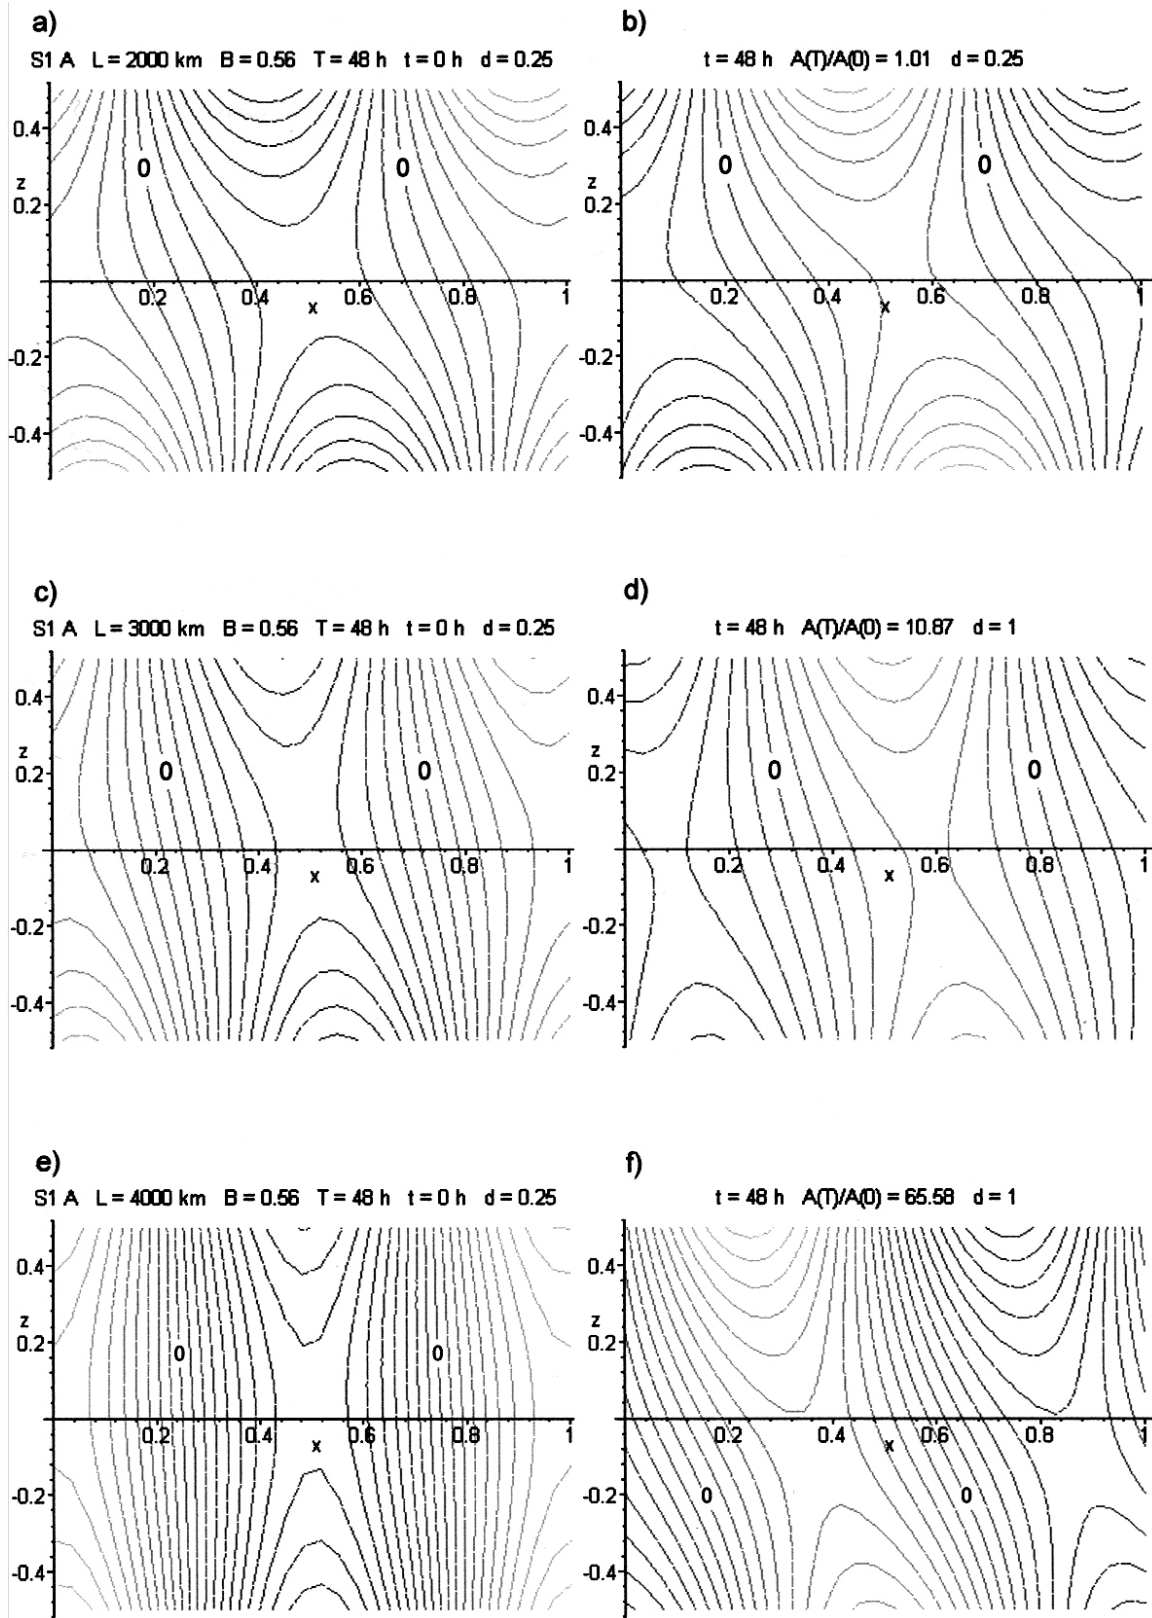 a)
S1 A L = 2000 km B = 0.56 T = 48 h t = 0 h d = 0.25
0.4
z
0.2
-0.2
-0.4
0 0
0.2 0.4 0.6 0.8 1
x
b)
t = 48 h A(T)/A(0) = 1.01 d = 0.25
0.4
z
0.2
-0.2
-0.4
0 0
0.2 0.4 0.6 0.8 1
x
c)
S1 A L = 3000 km B = 0.56 T = 48 h t = 0 h d = 0.25
0.4
z
0.2
-0.2
-0.4
0 0
0.2 0.4 0.6 0.8 1
x
d)
t = 48 h A(T)/A(0) = 10.87 d = 1
0.4
z
0.2
-0.2
-0.4
0 0
0.2 0.4 0.6 0.8 1
x
e)
S1 A L = 4000 km B = 0.56 T = 48 h t = 0 h d = 0.25
0.4
z
0.2
-0.2
-0.4
0 0
0.2 0.4 0.6 0.8 1
x
f)
t = 48 h A(T)/A(0) = 65.58 d = 1
0.4
z
0.2
-0.2
-0.4
0.2 0.4 0.6 0.8 1
x
0 0